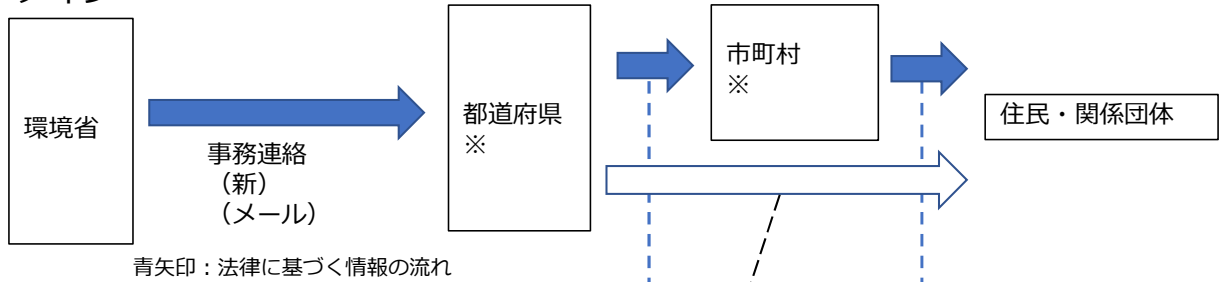 環境省
事務連絡
（新）
（メール）
都道府県
※
市町村
※
住民・関係団体
青矢印：法律に基づく情報の流れ